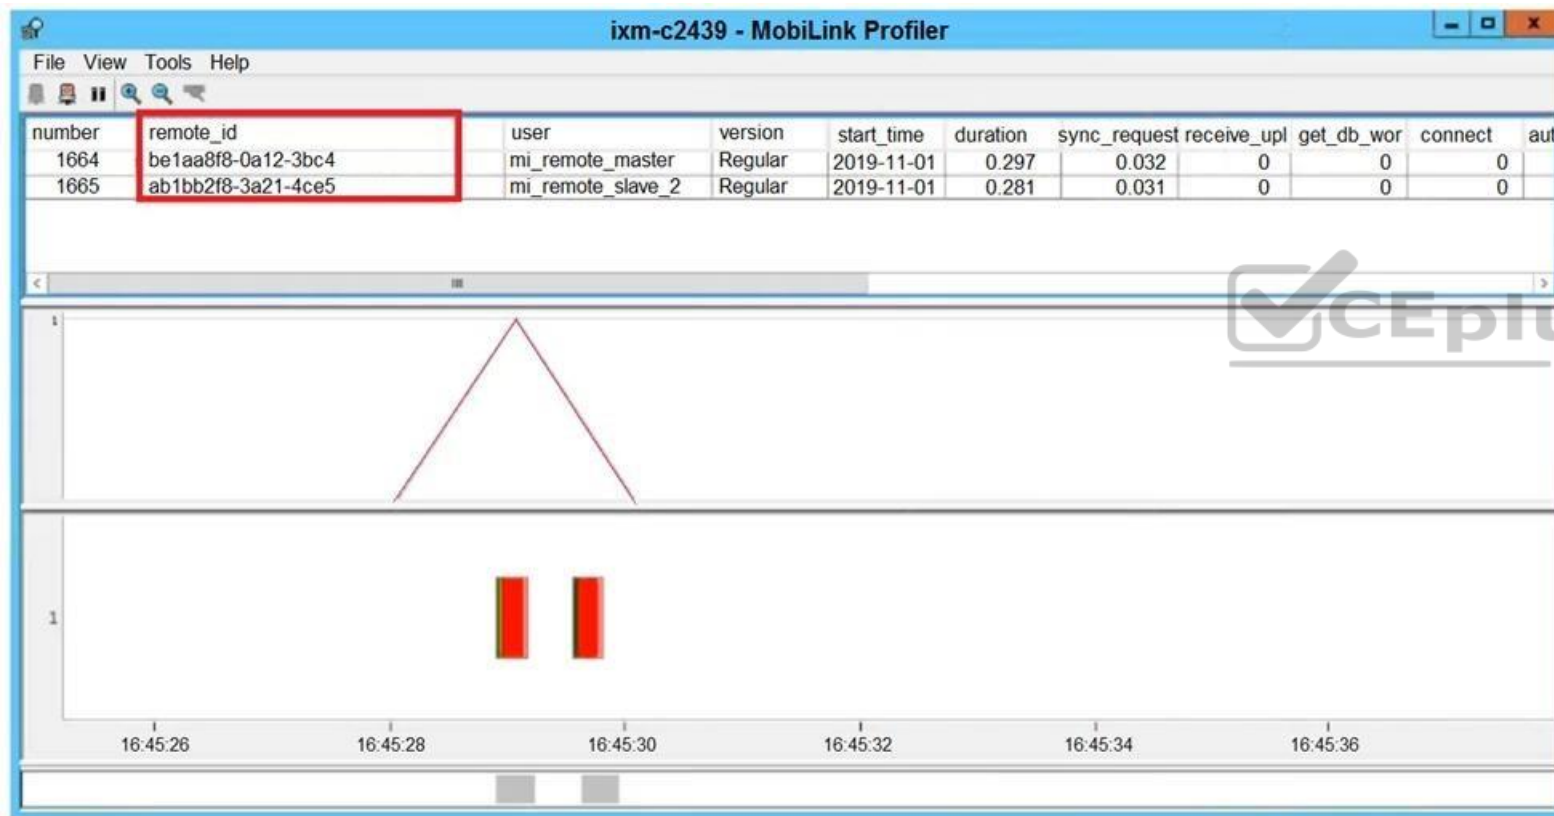 ixm-c2439 - MobiLink Profiler
File View Tools Help
number remote_id user version start_time duration sync_request receive_upl get_db_wor connect aut
1664 be1aa8f8-0a12-3bc4 mi_remote_master Regular 2019-11-01 0.297 0.032 0 0 0
1665 ab1bb2f8-3a21-4ce5 mi_remote_slave_2 Regular 2019-11-01 0.281 0.031 0 0 0
CEplu
1
1
16:45:26 16:45:28 16:45:30 16:45:32 16:45:34 16:45:36